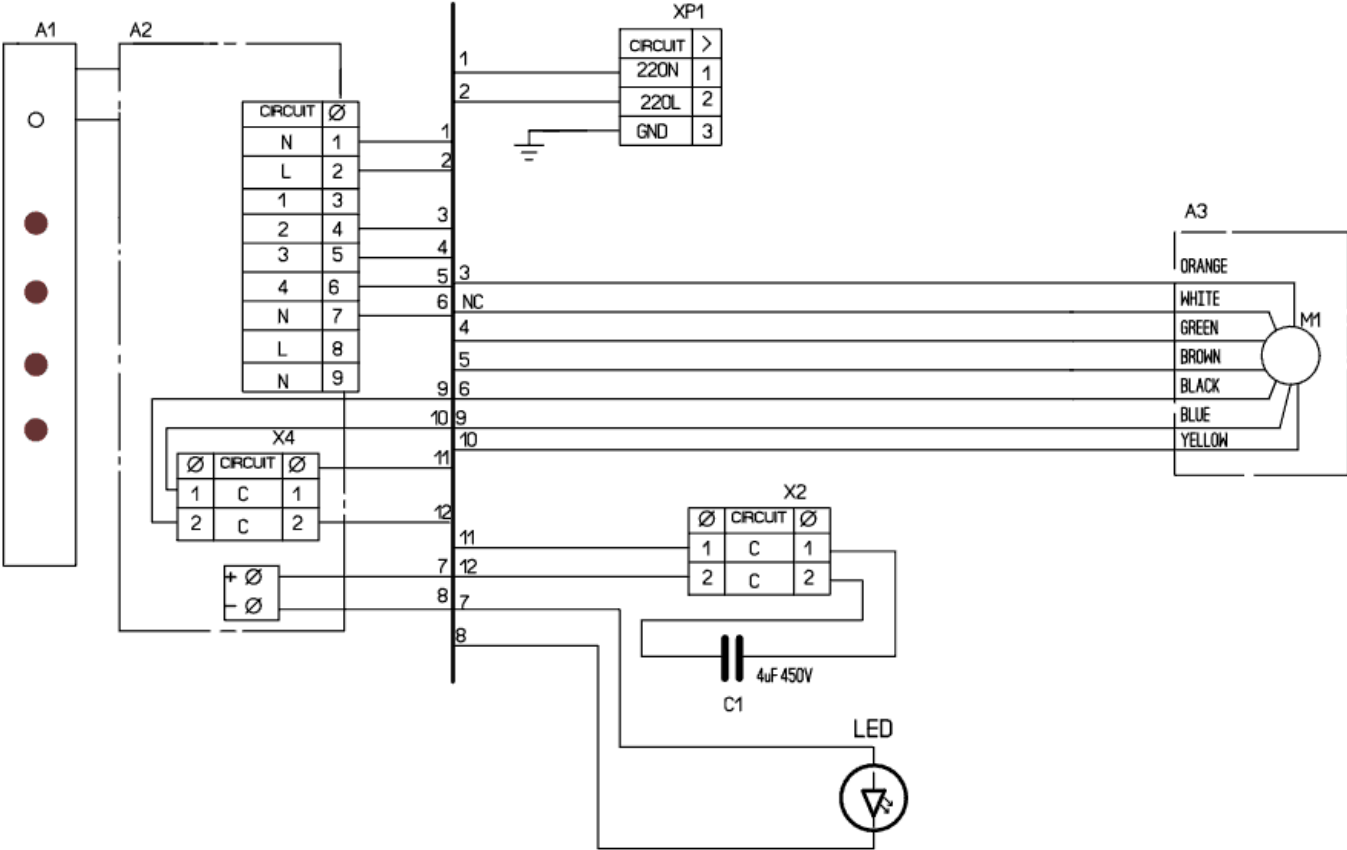 A1
A2
XP1
CIRCUIT >
220N 1
220L 2
GND 3
1
2
CIRCUIT Ø
N 1
L 2
1 3
2 4
3 5
4 6
N 7
L 8
N 9
1
2
3
4
5
6
9
10
11
12
7
8
3
NC
4
5
6
9
10
11
12
7
8
A3
ORANGE
WHITE
GREEN
BROWN
BLACK
BLUE
YELLOW
M1
X4
Ø CIRCUIT Ø
1 C 1
2 C 2
+ Ø
- Ø
X2
Ø CIRCUIT Ø
1 C 1
2 C 2
4uF 450V
C1
LED